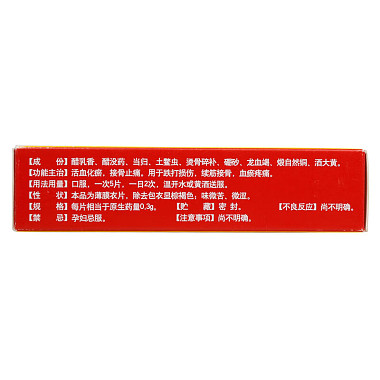 【成 份】醋乳香、醋没药、当归、土鳖虫、烫骨碎补、硼砂、龙血竭、煅自然铜、酒大黄。
【功能主治】活血化瘀，接骨止痛。用于跌打损伤、续筋接骨、血瘀疼痛。
【用法用量】口服，一次5片，一日2次，温开水或黄酒送服。
【性 状】本品为薄膜衣片，除去包衣显棕褐色；味微苦、微涩。
【规 格】每片相当于原生药量0.3g。 【贮 藏】密 封。 【不良反应】尚不明确。
【禁 忌】孕妇忌服。 【注意事项】尚不明确。